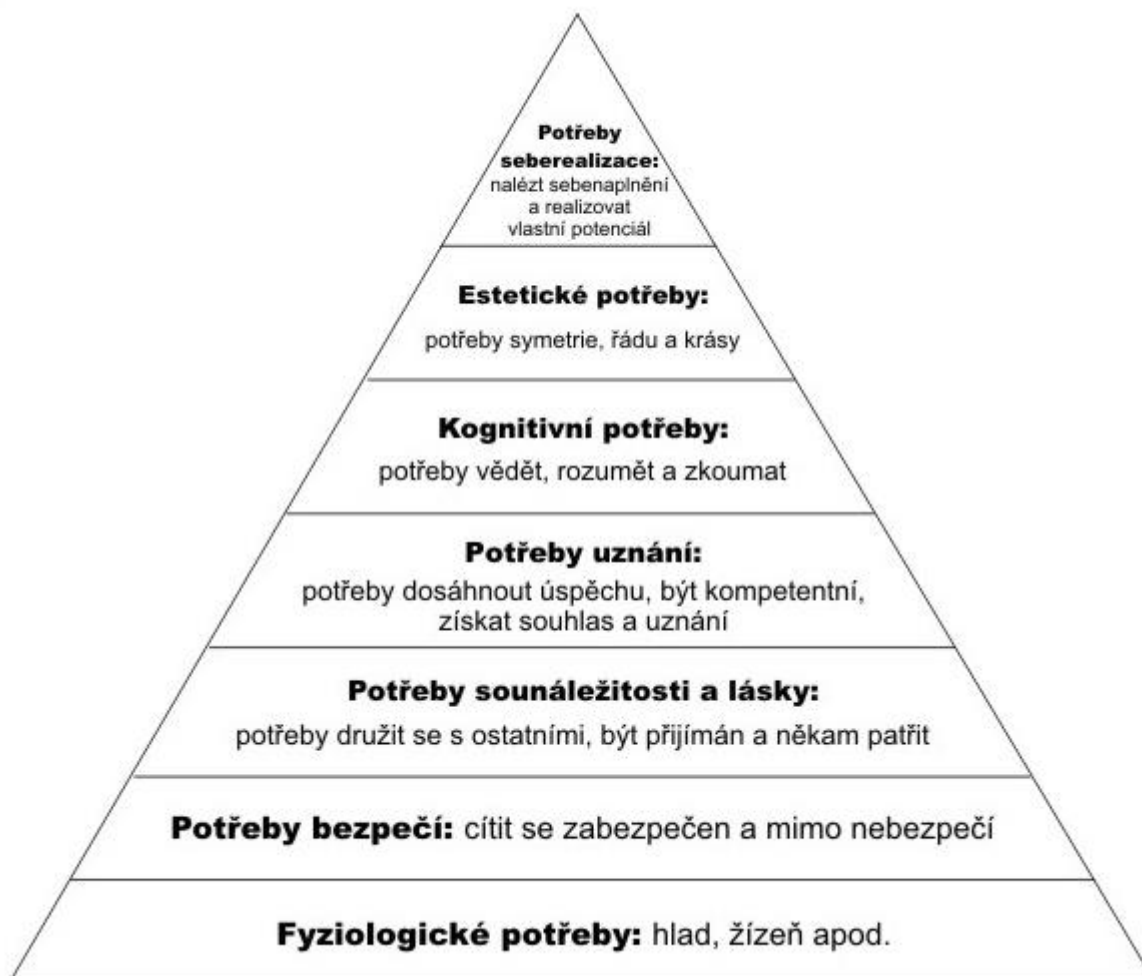 Potřeby
seberealizace:
nalézt sebenaplnění
a realizovat
vlastní potenciál
Estetické potřeby:
potřeby symetrie, řádu a krásy
Kognitivní potřeby:
potřeby vědět, rozumět a zkoumat
Potřeby uznání:
potřeby dosáhnout úspěchu, být kompetentní,
získat souhlas a uznání
Potřeby sounáležitosti a lásky:
potřeby družit se s ostatními, být přijímán a někam patřit
Potřeby bezpečí: cítit se zabezpečen a mimo nebezpečí
Fyziologické potřeby: hlad, žízeň apod.